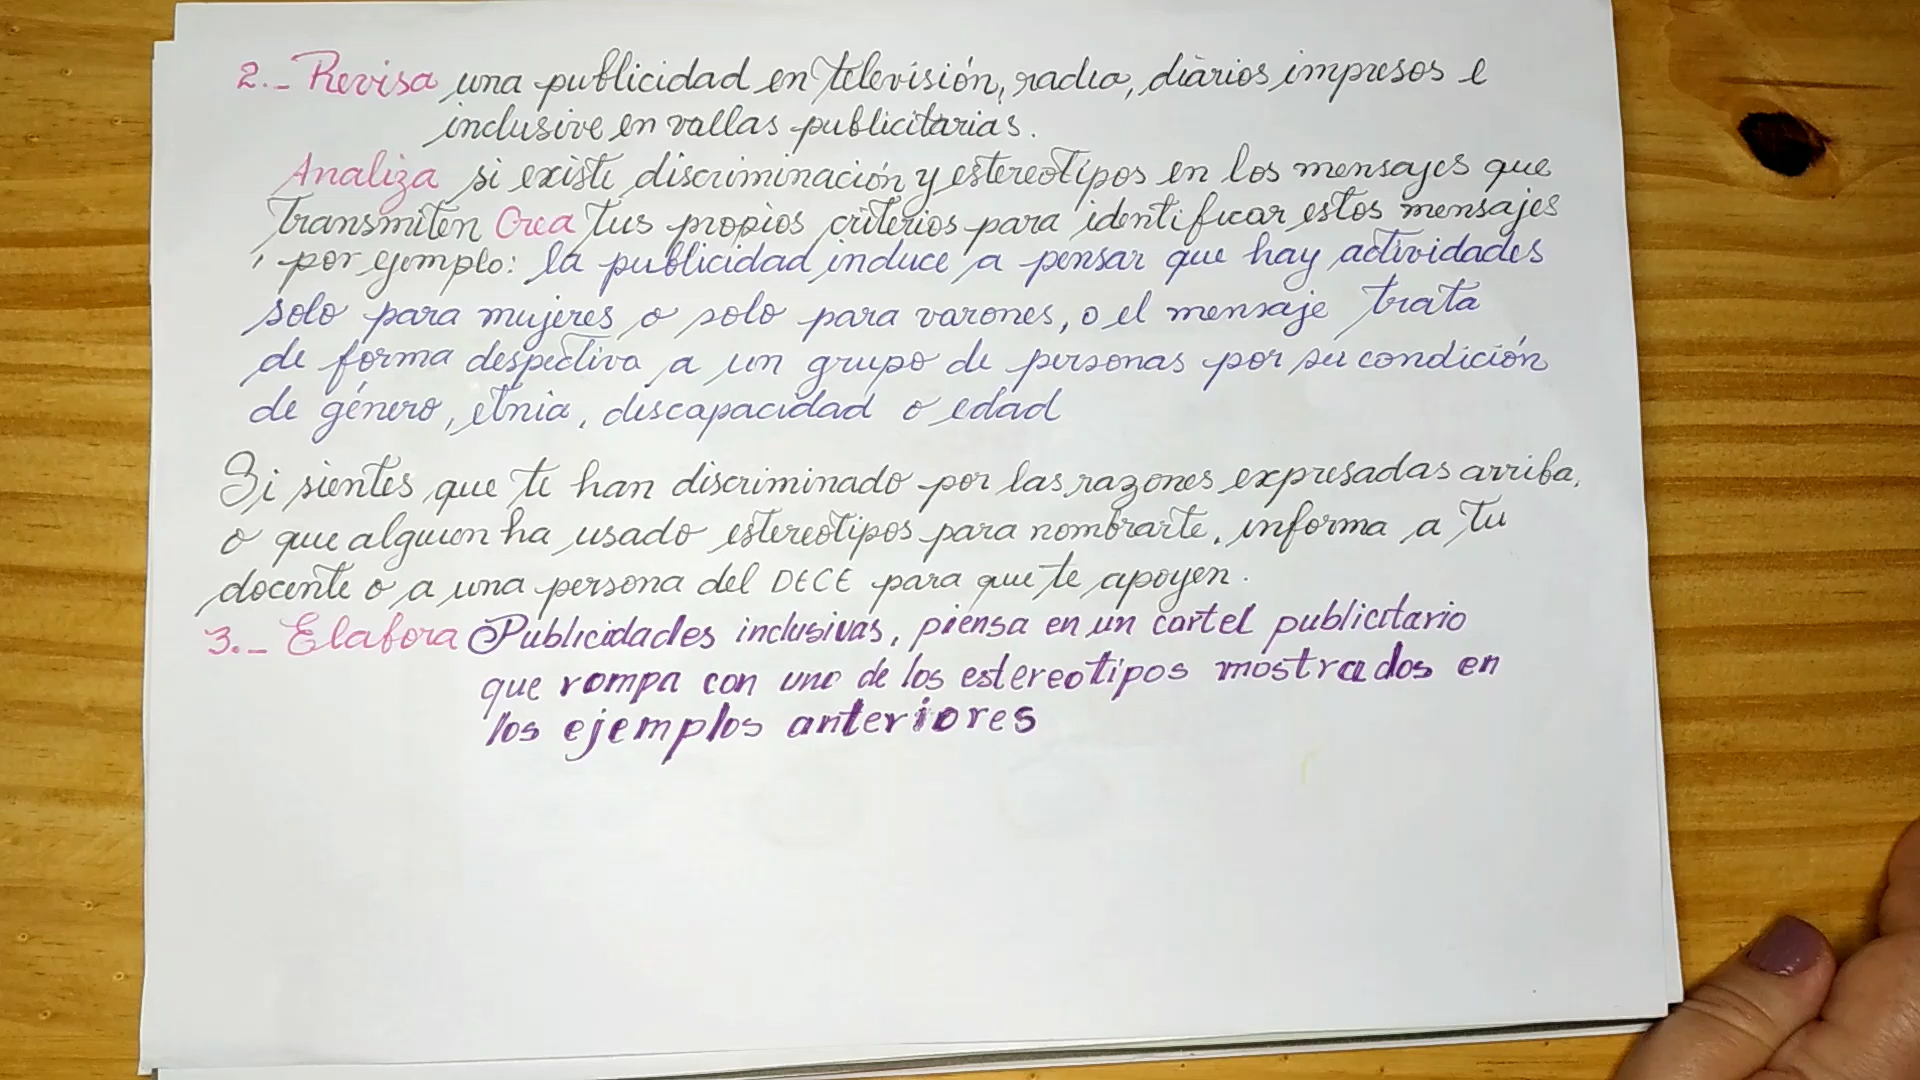 2.- Revisa una publicidad en televisión, radio, diarios impresos e
inclusive en vallas publicitarias.
Analiza si existe discriminación y estereotipos en los mensajes que
transmiten Crea tus propios criterios para identificar estos mensajes
, por ejemplo: la publicidad induce a pensar que hay actividades
solo para mujeres o solo para varones, o el mensaje trata
de forma despectiva a un grupo de personas por su condición
de género, etnia, discapacidad o edad
Si sientes que te han discriminado por las razones expresadas arriba,
o que alguien ha usado estereotipos para nombrarte, informa a tu
docente o a una persona del DECE para que te apoyen.
3.- Elabora Publicidades inclusivas, piensa en un cartel publicitario
que rompa con uno de los estereotipos mostrados en
los ejemplos anteriores